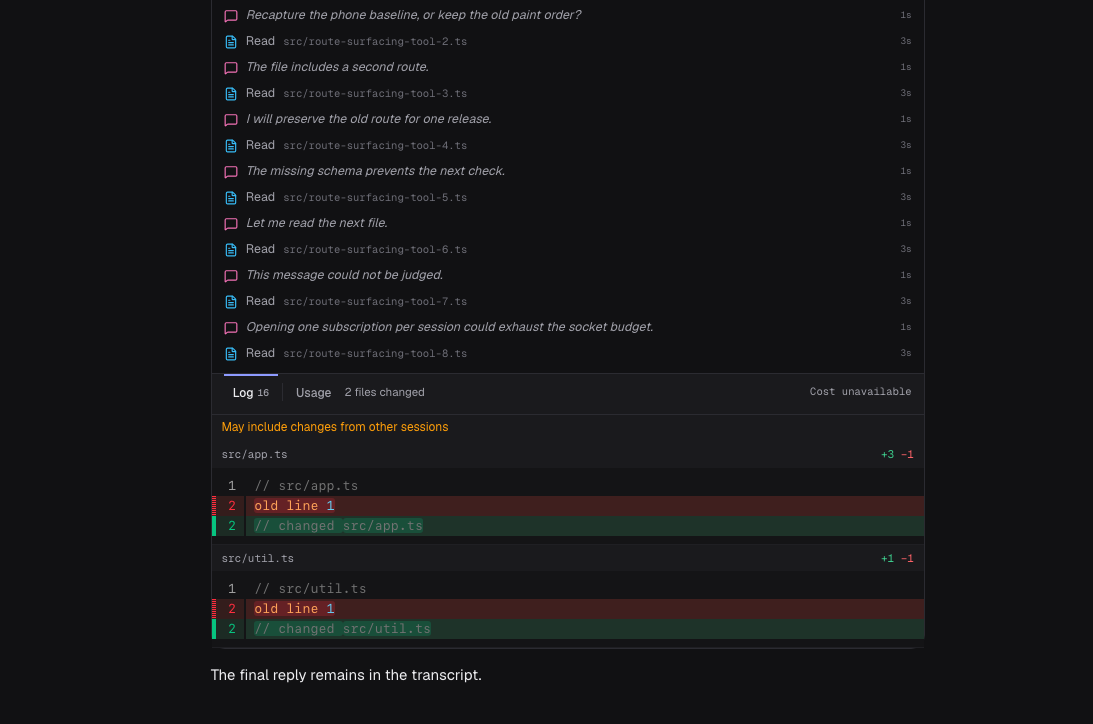 Recapture the phone baseline, or keep the old paint order? 1s
Read src/route-surfacing-tool-2.ts 3s
The file includes a second route. 1s
Read src/route-surfacing-tool-3.ts 3s
I will preserve the old route for one release. 1s
Read src/route-surfacing-tool-4.ts 3s
The missing schema prevents the next check. 1s
Read src/route-surfacing-tool-5.ts 3s
Let me read the next file. 1s
Read src/route-surfacing-tool-6.ts 3s
This message could not be judged. 1s
Read src/route-surfacing-tool-7.ts 3s
Opening one subscription per session could exhaust the socket budget. 1s
Read src/route-surfacing-tool-8.ts 3s
Log 16 Usage 2 files changed Cost unavailable
May include changes from other sessions
src/app.ts +3 −1
1 // src/app.ts
2 old line 1
2 // changed src/app.ts
src/util.ts +1 −1
1 // src/util.ts
2 old line 1
2 // changed src/util.ts
The final reply remains in the transcript.